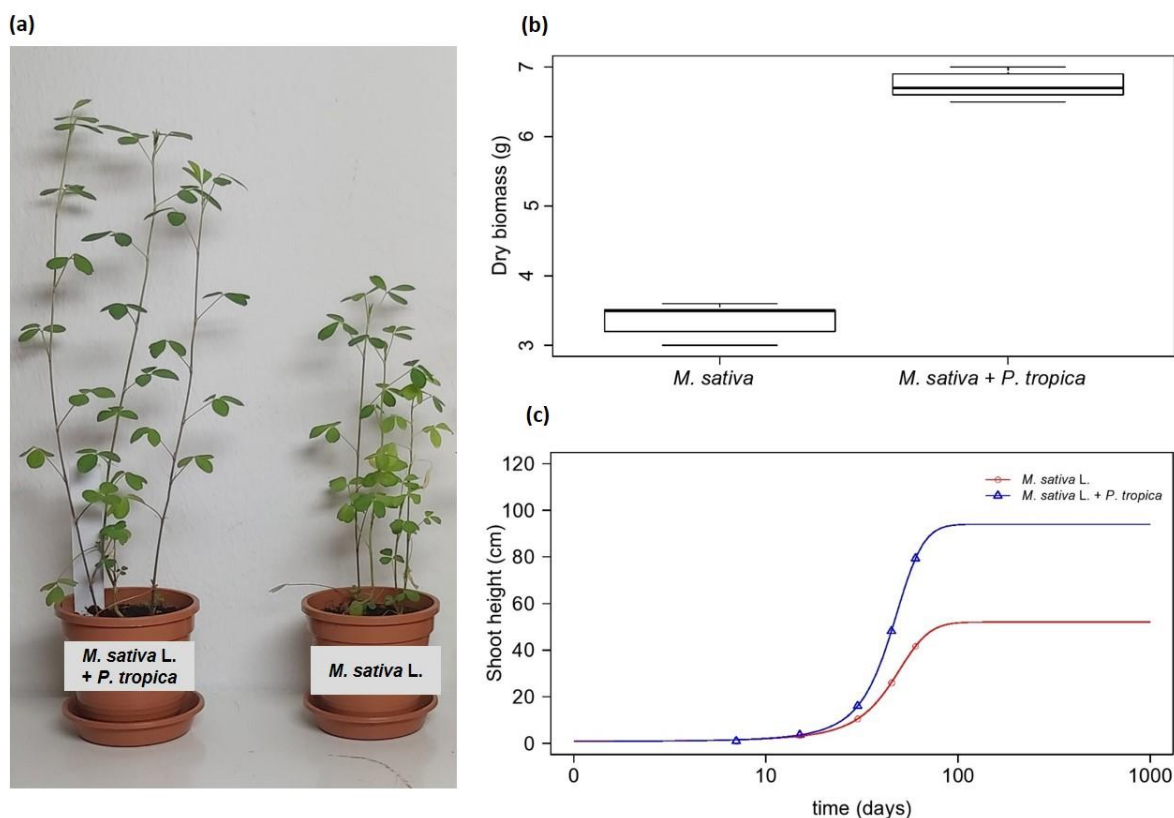 (a)
M. sativa L.
+ P. tropica
M. sativa L.
(b)
Dry biomass (g)
7
6
5
4
3
M. sativa
M. sativa + P. tropica
(c)
Shoot height (cm)
120
100
80
60
40
20
0
M. sativa L.
M. sativa L. + P. tropica
0
10
100
1000
time (days)